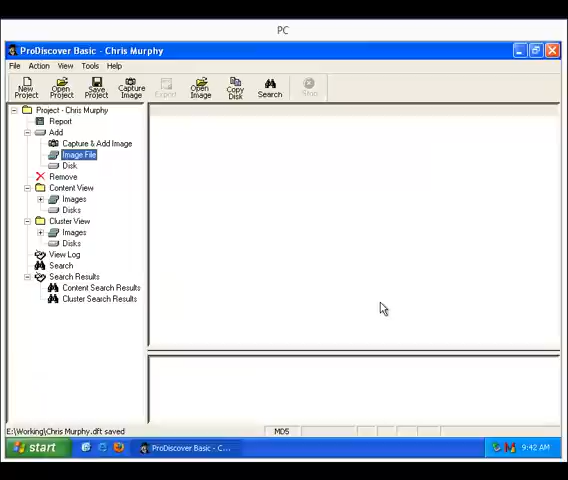 PC
ProDiscover Basic - Chris Murphy
File Action View Tools Help
New Project Open Project Save Project Capture Image Export Open Image Copy Disk Search Stop
Project - Chris Murphy
Report
Add
Capture & Add Image
Image File
Disk
Remove
Content View
Images
Disks
Cluster View
Images
Disks
View Log
Search
Search Results
Content Search Results
Cluster Search Results
E:\Working\Chris Murphy.dft saved MD5
start ProDiscover Basic - C... 9:42 AM